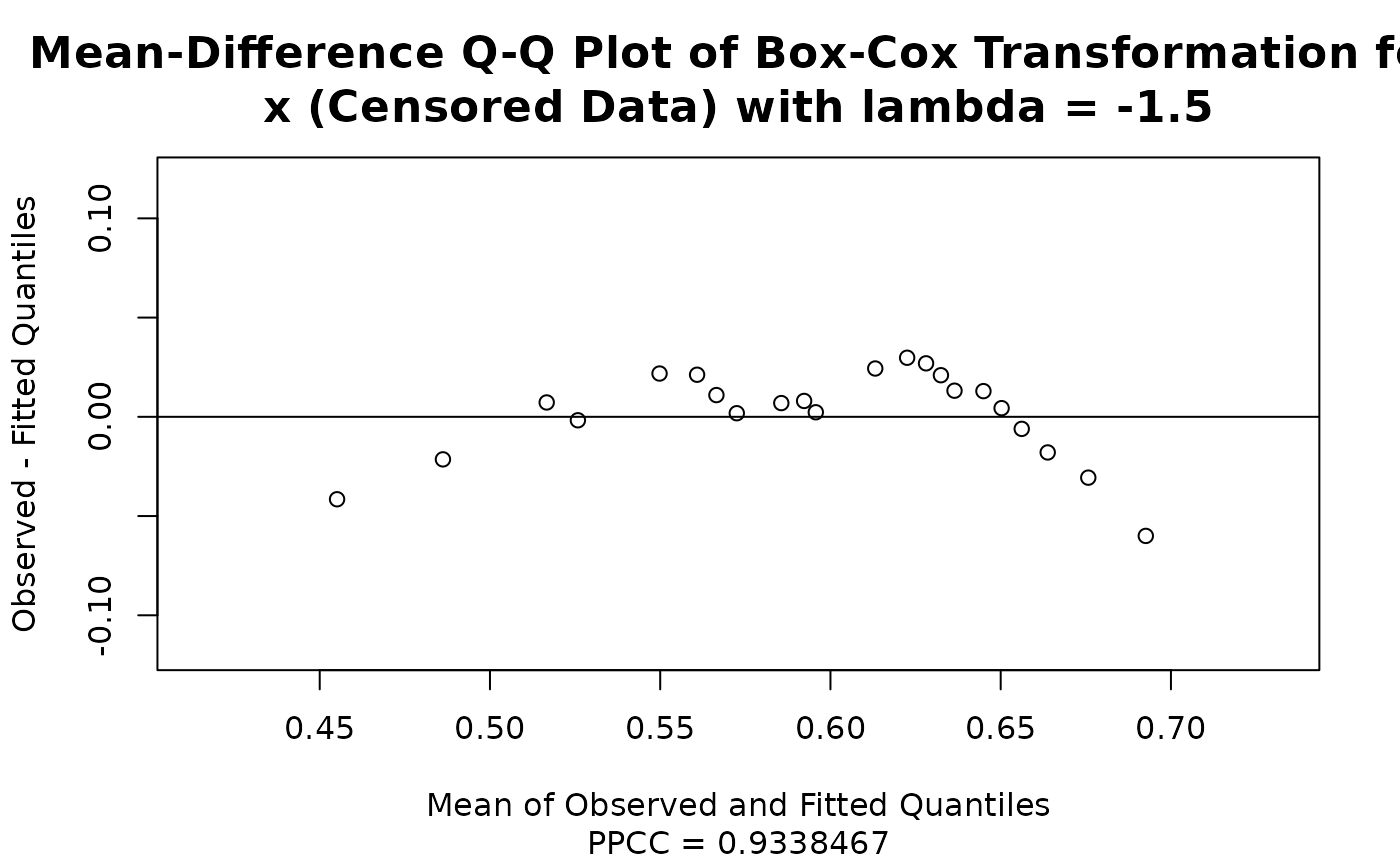 Mean-Difference Q-Q Plot of Box-Cox Transformation
x (Censored Data) with lambda = -1.5
Observed - Fitted Quantiles
0.10
0.00
-0.10
0.45 0.50 0.55 0.60 0.65 0.70
Mean of Observed and Fitted Quantiles
PPCC = 0.9338467